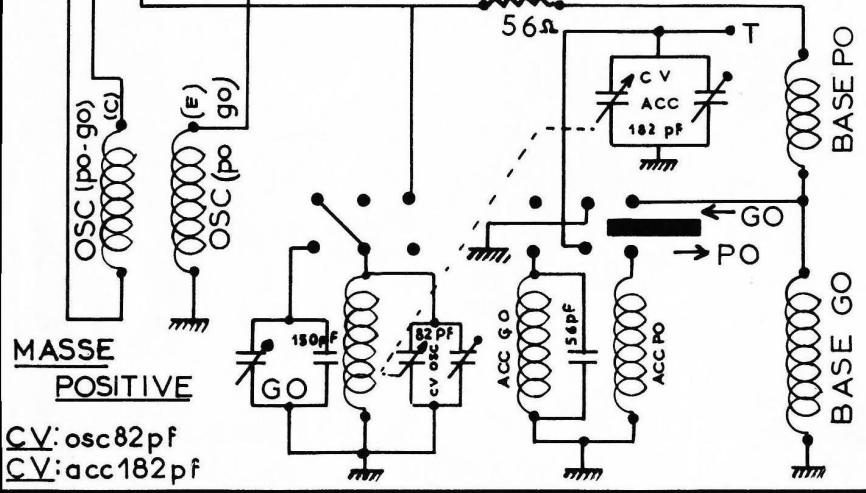 56Ω
T
CV
ACC
182 pF
BASE PO
OSC (po-go)
(C)
OSC (po
go)
(E)
GO
PO
150pF
GO
82 pF
CV OSC
ACC GO
56pF
ACC PO
BASE GO
MASSE
POSITIVE
CV: osc82pf
CV: acc182pf